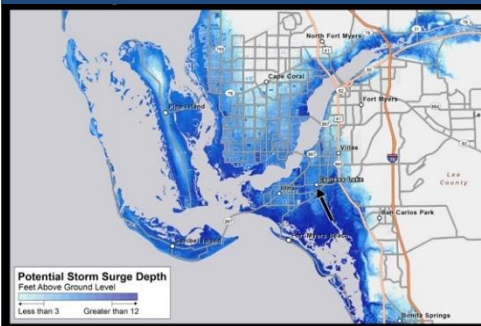 North Fort Myers
Cape Coral
Pine Island
Fort Myers
Villas
Cypress Lake
Iona
Lee
County
San Carlos Park
Sanibel Island
Fort Myers Beach
Bonita Springs
Potential Storm Surge Depth
Feet Above Ground Level
Less than 3 Greater than 12